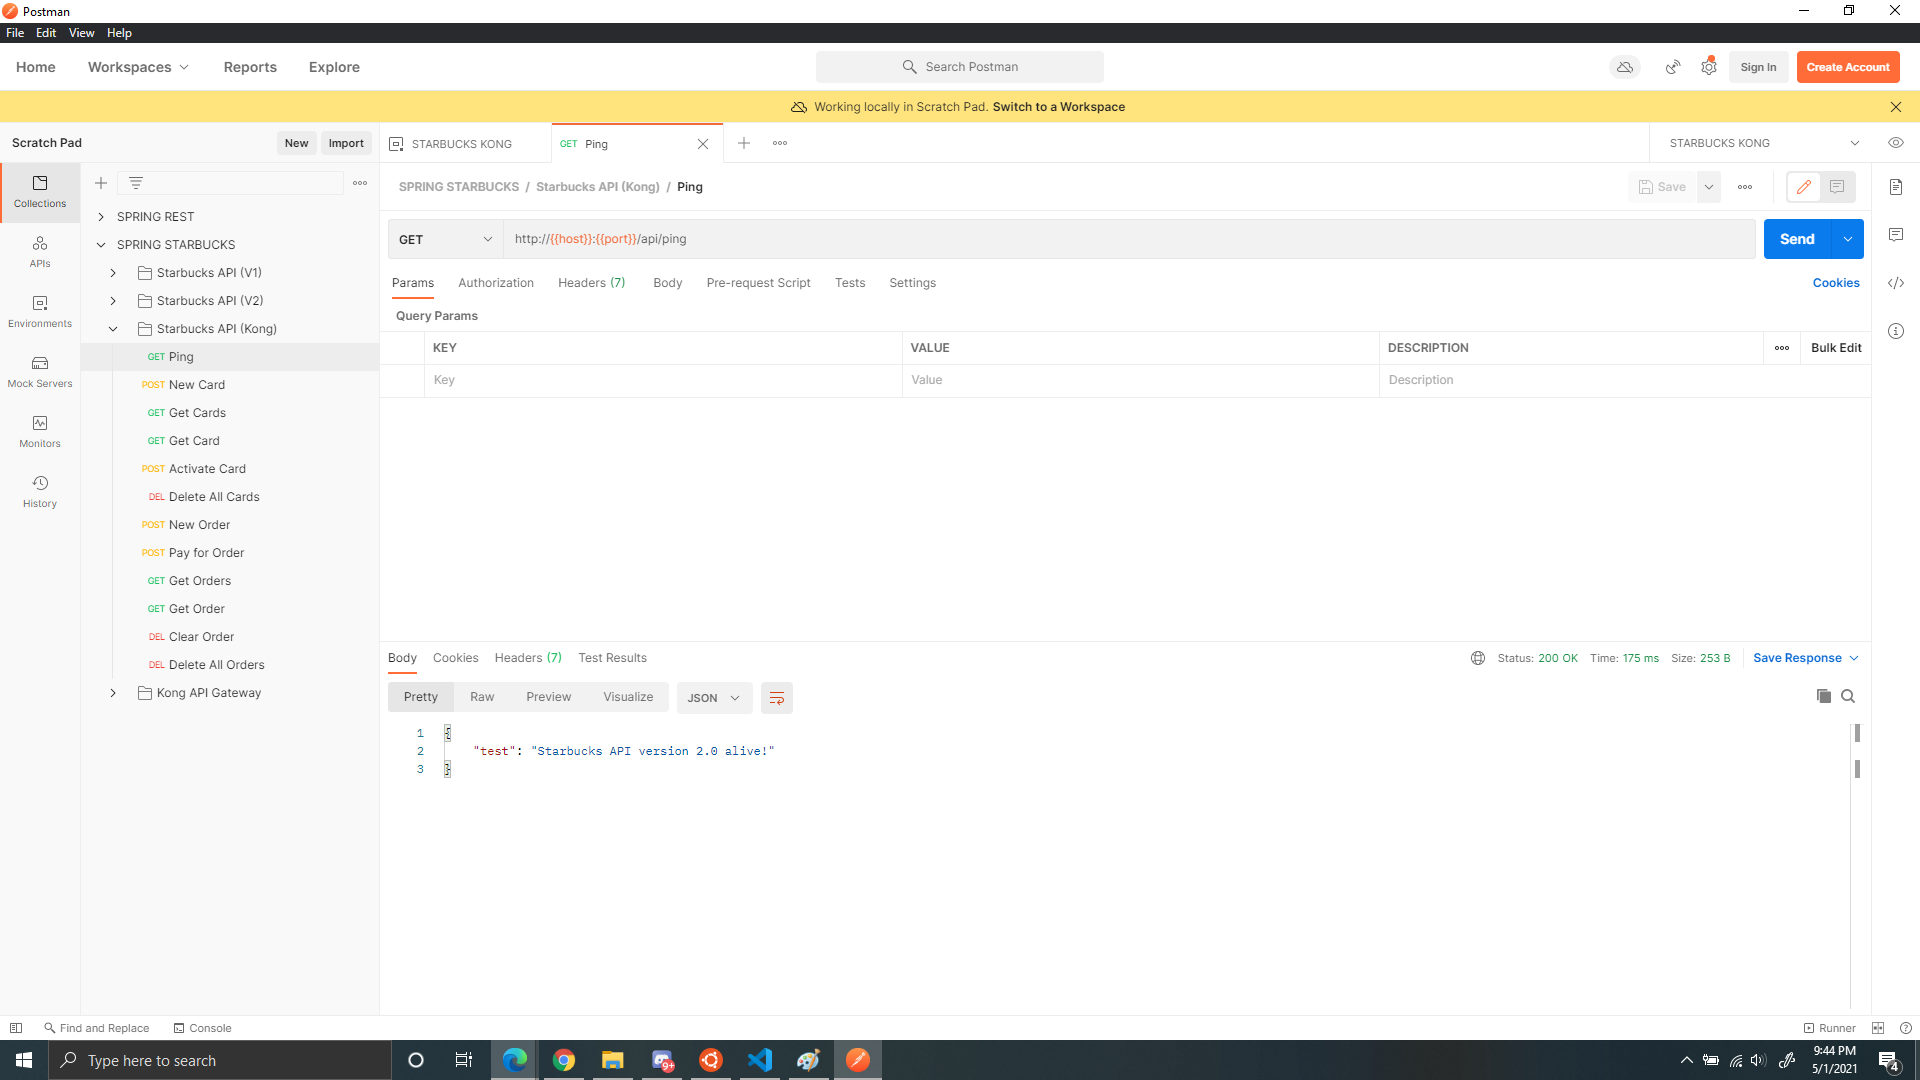 Postman
File Edit View Help
Home Workspaces Reports Explore Search Postman Sign In Create Account
Working locally in Scratch Pad. Switch to a Workspace
Scratch Pad New Import STARBUCKS KONG GET Ping STARBUCKS KONG
SPRING STARBUCKS / Starbucks API (Kong) / Ping Save
Collections
APIs
Environments
Mock Servers
Monitors
History
SPRING REST
SPRING STARBUCKS
Starbucks API (V1)
Starbucks API (V2)
Starbucks API (Kong)
GET Ping
POST New Card
GET Get Cards
GET Get Card
POST Activate Card
DEL Delete All Cards
POST New Order
POST Pay for Order
GET Get Orders
GET Get Order
DEL Clear Order
DEL Delete All Orders
Kong API Gateway
GET http://{{host}}:{{port}}/api/ping Send
Params Authorization Headers (7) Body Pre-request Script Tests Settings Cookies
Query Params
KEY VALUE DESCRIPTION Bulk Edit
Key Value Description
Body Cookies Headers (7) Test Results Status: 200 OK Time: 175 ms Size: 253 B Save Response
Pretty Raw Preview Visualize JSON
1 {
2 "test": "Starbucks API version 2.0 alive!"
3 }
Find and Replace Console Runner
Type here to search 9+ 9:44 PM
5/1/2021 4